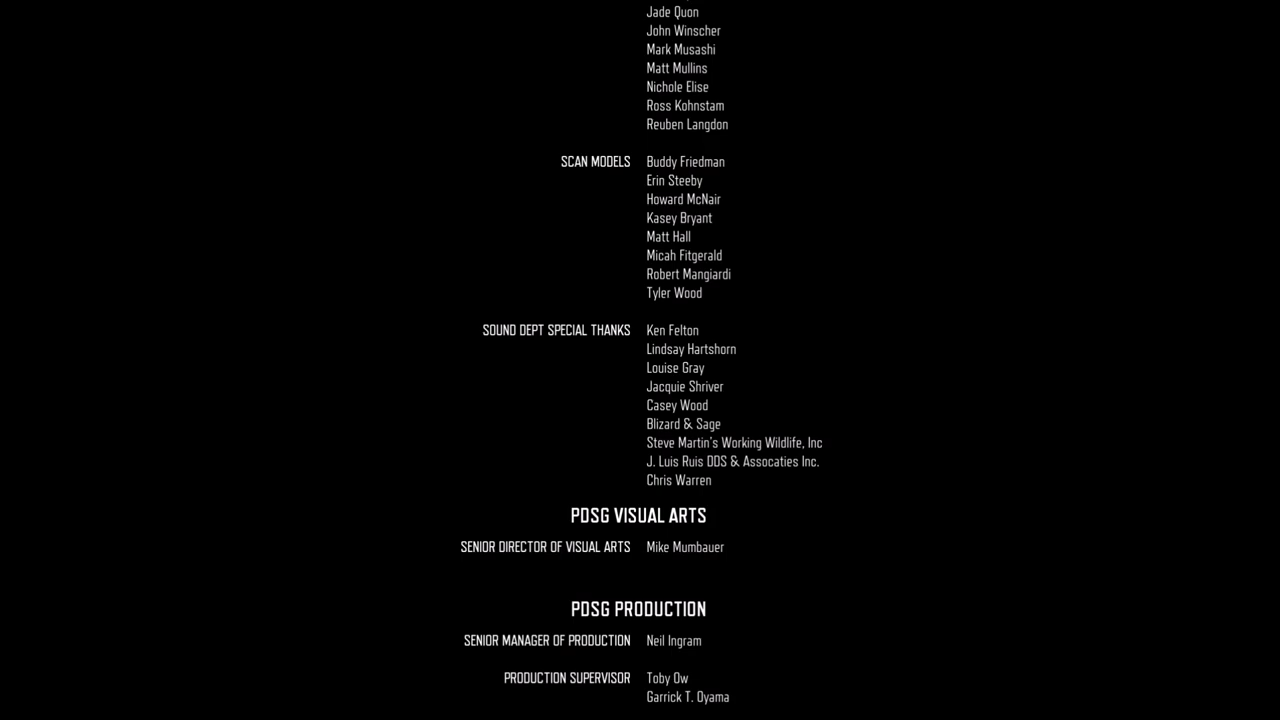 Jade Quon
John Winscher
Mark Musashi
Matt Mullins
Nichole Elise
Ross Kohnstam
Reuben Langdon
SCAN MODELS Buddy Friedman
Erin Steeby
Howard McNair
Kasey Bryant
Matt Hall
Micah Fitgerald
Robert Mangiardi
Tyler Wood
SOUND DEPT SPECIAL THANKS Ken Felton
Lindsay Hartshorn
Louise Gray
Jacquie Shriver
Casey Wood
Blizard & Sage
Steve Martin's Working Wildlife, Inc
J. Luis Ruis DDS & Assocaties Inc.
Chris Warren
PDSG VISUAL ARTS
SENIOR DIRECTOR OF VISUAL ARTS Mike Mumbauer
PDSG PRODUCTION
SENIOR MANAGER OF PRODUCTION Neil Ingram
PRODUCTION SUPERVISOR Toby Ow
Garrick T. Oyama